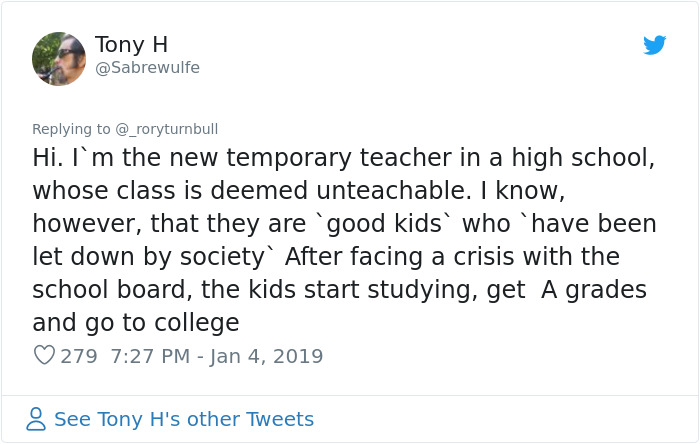 Tony H
@Sabrewulfe
Replying to @_roryturnbull
Hi. I`m the new temporary teacher in a high school,
whose class is deemed unteachable. I know,
however, that they are `good kids` who `have been
let down by society` After facing a crisis with the
school board, the kids start studying, get  A grades
and go to college
279 7:27 PM - Jan 4, 2019
See Tony H's other Tweets